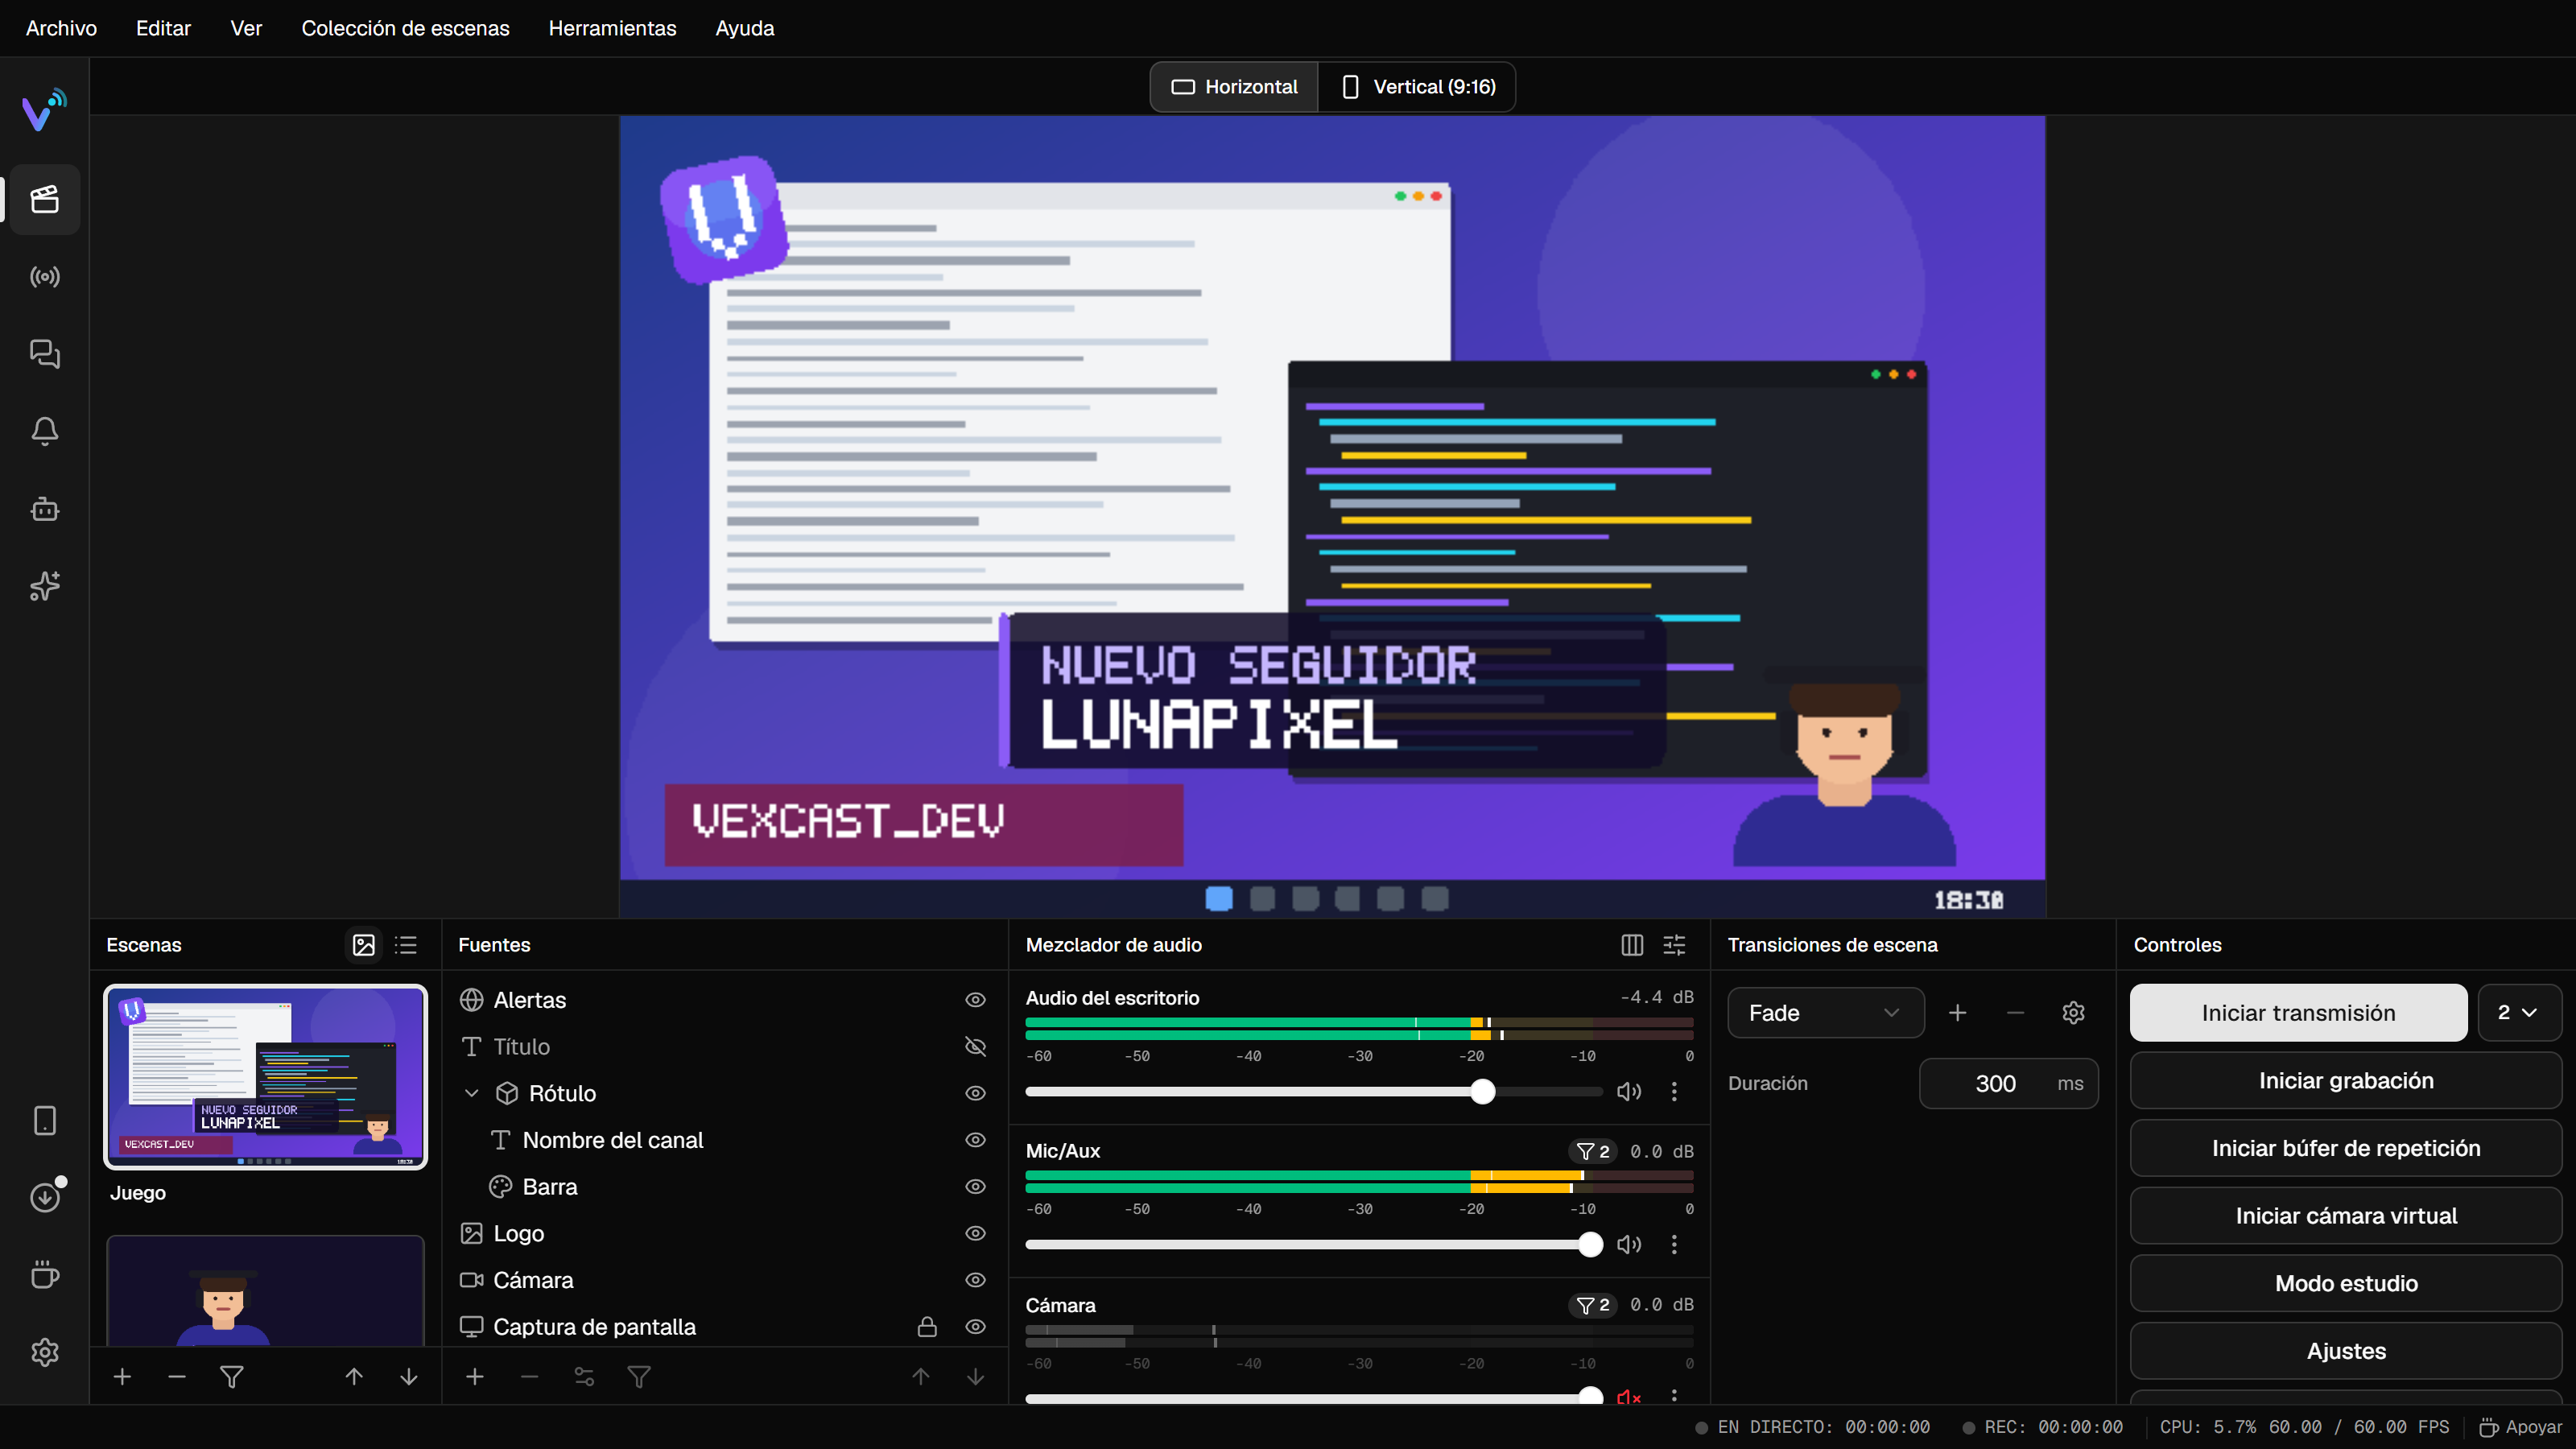 Archivo Editar Ver Colección de escenas Herramientas Ayuda
Horizontal Vertical (9:16)
NUEVO SEGUIDOR
LUNAPIXEL
VEXCAST_DEV
18:30
Escenas
NUEVO SEGUIDOR
LUNAPIXEL
VEXCAST_DEV
18:30
Juego
Fuentes
Alertas
Título
Rótulo
Nombre del canal
Barra
Logo
Cámara
Captura de pantalla
Mezclador de audio
Audio del escritorio -4.4 dB
-60 -50 -40 -30 -20 -10 0
Mic/Aux 2 0.0 dB
-60 -50 -40 -30 -20 -10 0
Cámara 2 0.0 dB
-60 -50 -40 -30 -20 -10 0
Transiciones de escena
Fade
Duración 300 ms
Controles
Iniciar transmisión 2
Iniciar grabación
Iniciar búfer de repetición
Iniciar cámara virtual
Modo estudio
Ajustes
EN DIRECTO: 00:00:00 REC: 00:00:00 CPU: 5.7% 60.00 / 60.00 FPS Apoyar